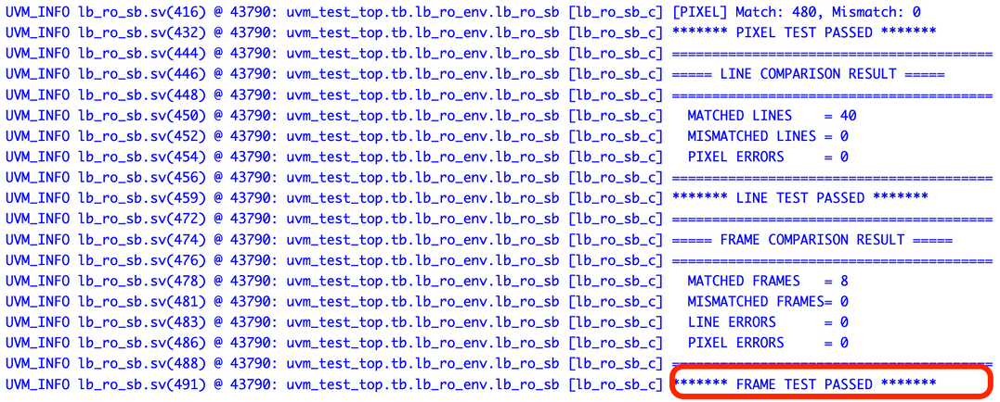 UVM_INFO lb_ro_sb.sv(416) @ 43790: uvm_test_top.tb.lb_ro_env.lb_ro_sb [lb_ro_sb_c] [PIXEL] Match: 480, Mismatch: 0
UVM_INFO lb_ro_sb.sv(432) @ 43790: uvm_test_top.tb.lb_ro_env.lb_ro_sb [lb_ro_sb_c] ******* PIXEL TEST PASSED *******
UVM_INFO lb_ro_sb.sv(444) @ 43790: uvm_test_top.tb.lb_ro_env.lb_ro_sb [lb_ro_sb_c] ========================================
UVM_INFO lb_ro_sb.sv(446) @ 43790: uvm_test_top.tb.lb_ro_env.lb_ro_sb [lb_ro_sb_c] ===== LINE COMPARISON RESULT =====
UVM_INFO lb_ro_sb.sv(448) @ 43790: uvm_test_top.tb.lb_ro_env.lb_ro_sb [lb_ro_sb_c] ========================================
UVM_INFO lb_ro_sb.sv(450) @ 43790: uvm_test_top.tb.lb_ro_env.lb_ro_sb [lb_ro_sb_c]   MATCHED LINES    = 40
UVM_INFO lb_ro_sb.sv(452) @ 43790: uvm_test_top.tb.lb_ro_env.lb_ro_sb [lb_ro_sb_c]   MISMATCHED LINES = 0
UVM_INFO lb_ro_sb.sv(454) @ 43790: uvm_test_top.tb.lb_ro_env.lb_ro_sb [lb_ro_sb_c]   PIXEL ERRORS     = 0
UVM_INFO lb_ro_sb.sv(456) @ 43790: uvm_test_top.tb.lb_ro_env.lb_ro_sb [lb_ro_sb_c] ========================================
UVM_INFO lb_ro_sb.sv(459) @ 43790: uvm_test_top.tb.lb_ro_env.lb_ro_sb [lb_ro_sb_c] ******* LINE TEST PASSED *******
UVM_INFO lb_ro_sb.sv(472) @ 43790: uvm_test_top.tb.lb_ro_env.lb_ro_sb [lb_ro_sb_c] ========================================
UVM_INFO lb_ro_sb.sv(474) @ 43790: uvm_test_top.tb.lb_ro_env.lb_ro_sb [lb_ro_sb_c] ===== FRAME COMPARISON RESULT =====
UVM_INFO lb_ro_sb.sv(476) @ 43790: uvm_test_top.tb.lb_ro_env.lb_ro_sb [lb_ro_sb_c] ========================================
UVM_INFO lb_ro_sb.sv(478) @ 43790: uvm_test_top.tb.lb_ro_env.lb_ro_sb [lb_ro_sb_c]   MATCHED FRAMES   = 8
UVM_INFO lb_ro_sb.sv(481) @ 43790: uvm_test_top.tb.lb_ro_env.lb_ro_sb [lb_ro_sb_c]   MISMATCHED FRAMES= 0
UVM_INFO lb_ro_sb.sv(483) @ 43790: uvm_test_top.tb.lb_ro_env.lb_ro_sb [lb_ro_sb_c]   LINE ERRORS      = 0
UVM_INFO lb_ro_sb.sv(486) @ 43790: uvm_test_top.tb.lb_ro_env.lb_ro_sb [lb_ro_sb_c]   PIXEL ERRORS     = 0
UVM_INFO lb_ro_sb.sv(488) @ 43790: uvm_test_top.tb.lb_ro_env.lb_ro_sb [lb_ro_sb_c] ========================================
UVM_INFO lb_ro_sb.sv(491) @ 43790: uvm_test_top.tb.lb_ro_env.lb_ro_sb [lb_ro_sb_c] ******* FRAME TEST PASSED *******